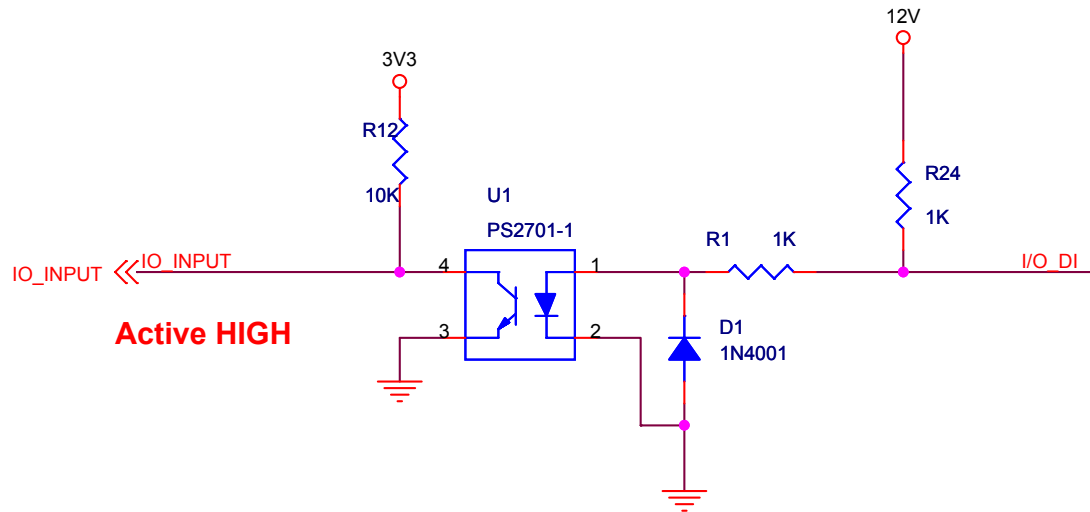 12V
3V3
R12
10K
U1
PS2701-1
R24
1K
R1
1K
IO_INPUT
IO_INPUT
I/O_DI
4
1
3
2
Active HIGH
D1
1N4001